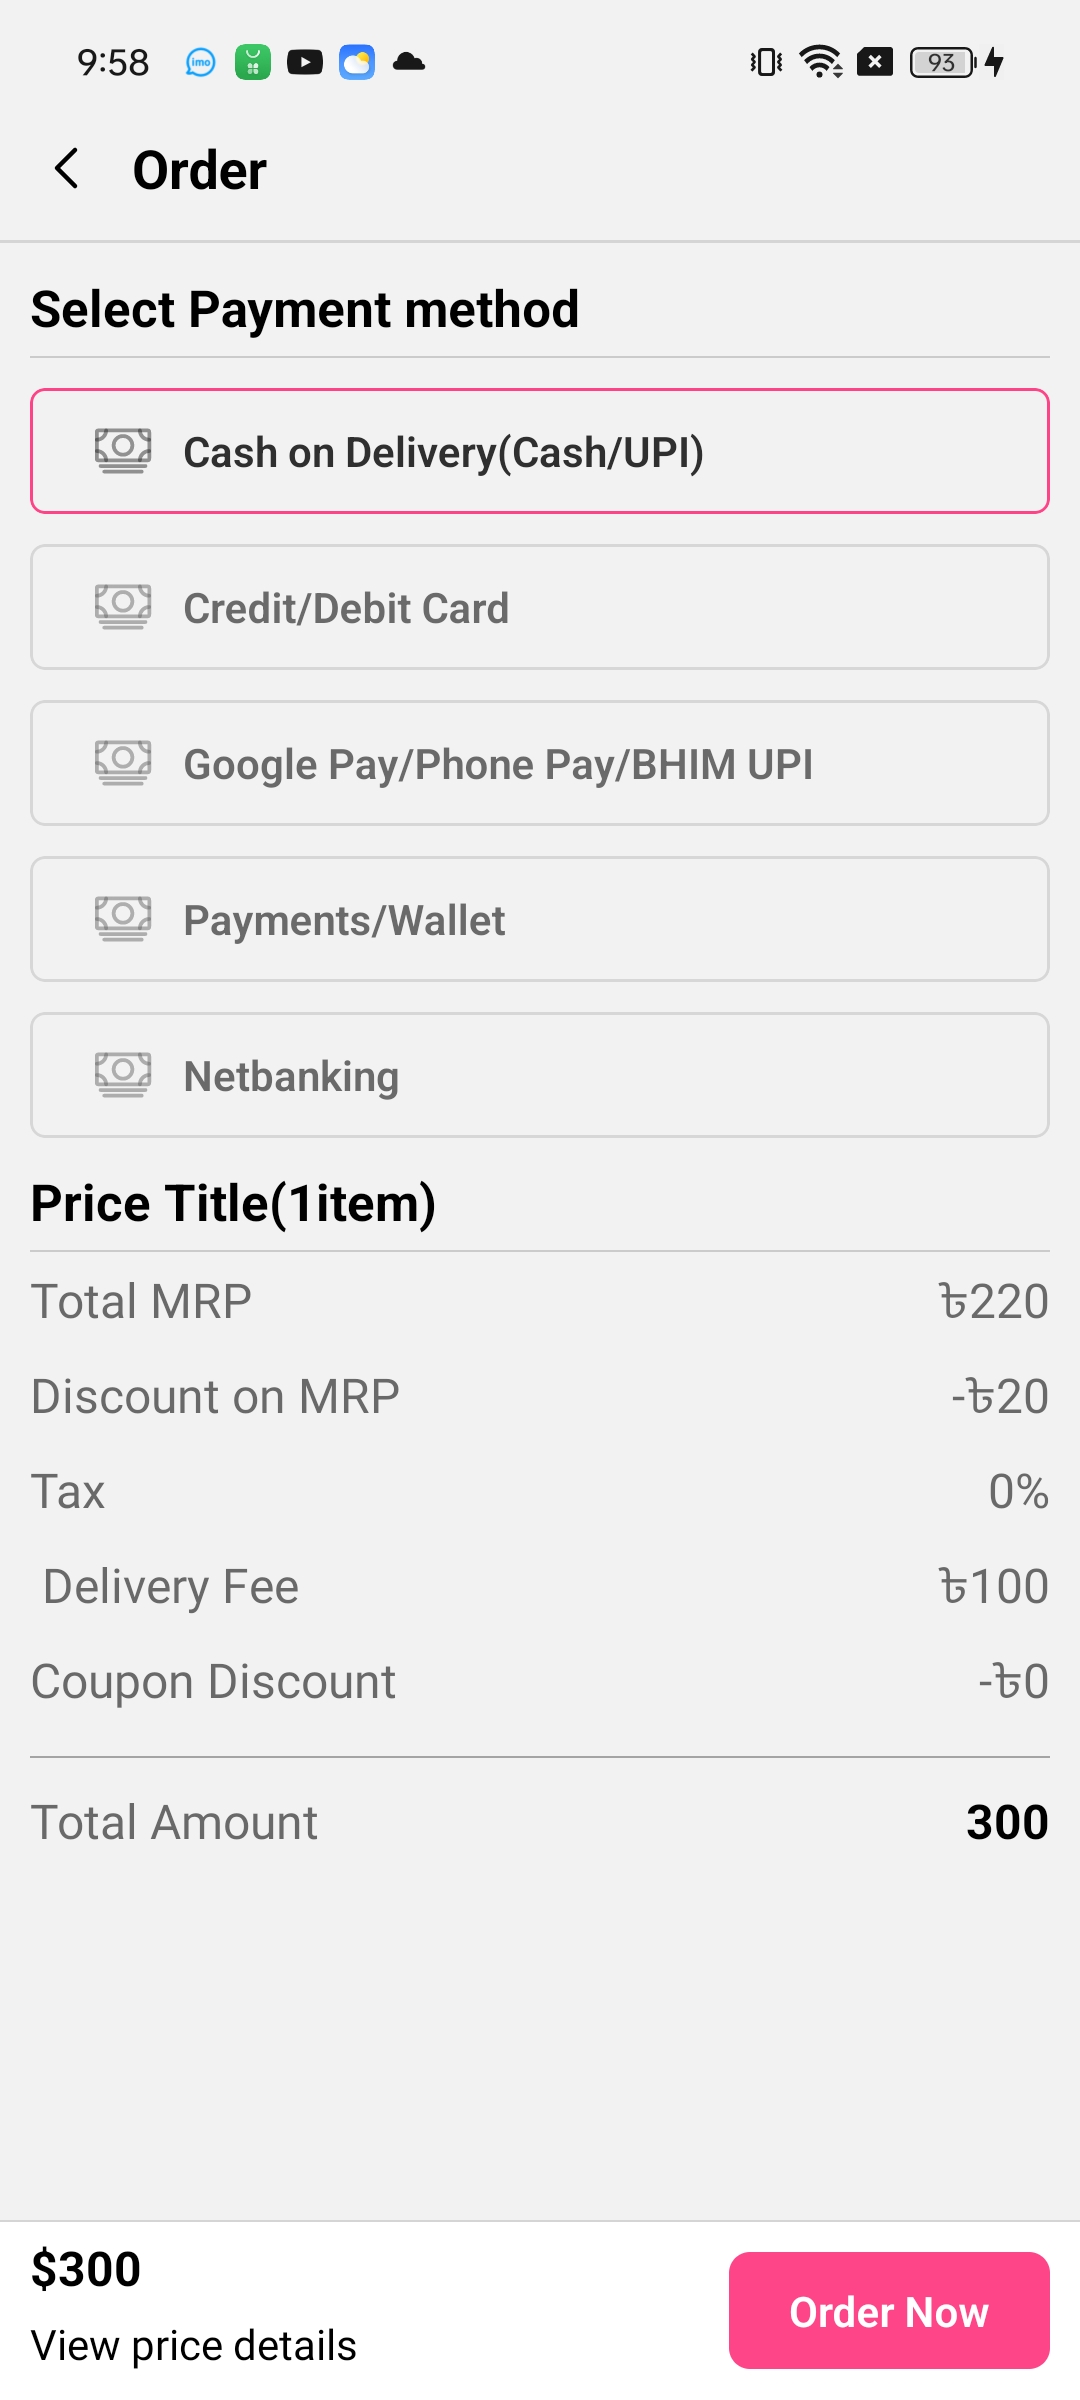 9:58
imo
93
Order
Select Payment method
Cash on Delivery(Cash/UPI)
Credit/Debit Card
Google Pay/Phone Pay/BHIM UPI
Payments/Wallet
Netbanking
Price Title(1item)
Total MRP ৳220
Discount on MRP -৳20
Tax 0%
Delivery Fee ৳100
Coupon Discount -৳0
Total Amount 300
$300
View price details
Order Now